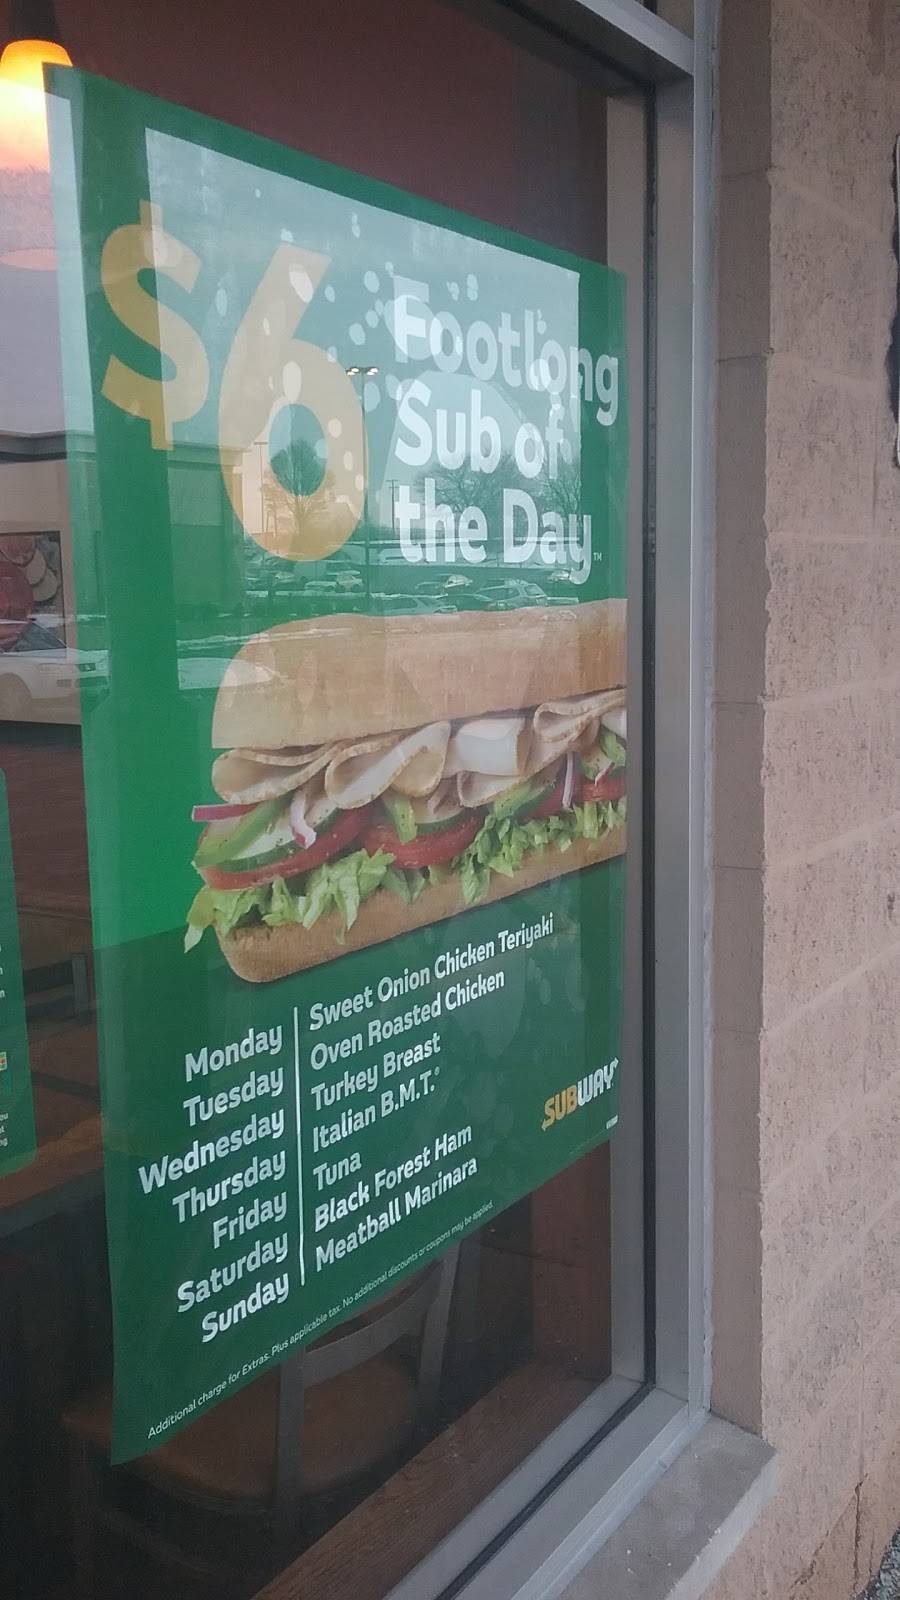 $6
Footlong
Sub of
the Day™
Monday Sweet Onion Chicken Teriyaki
Tuesday Oven Roasted Chicken
Wednesday Turkey Breast
Thursday Italian B.M.T.®
Friday Tuna
Saturday Black Forest Ham
Sunday Meatball Marinara
SUBWAY
Additional charge for Extras. Plus applicable tax. No additional discounts or coupons may be applied.